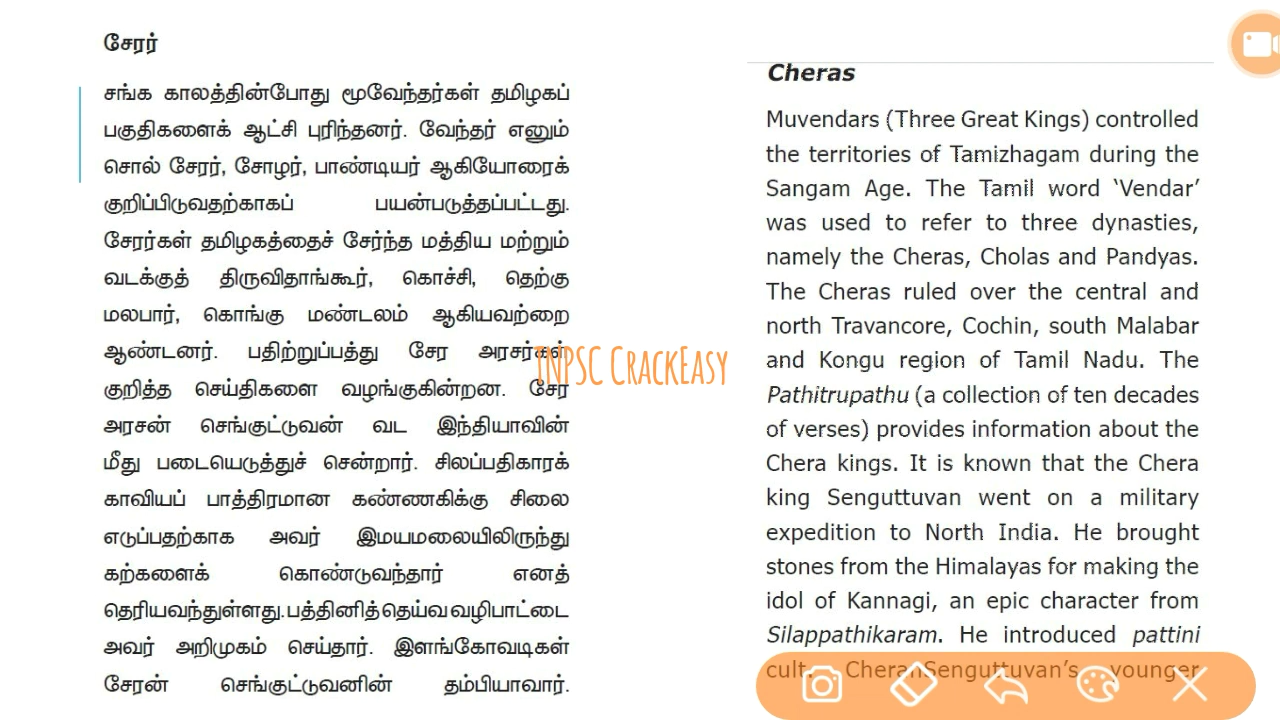 சேரர்
சங்க காலத்தின்போது மூவேந்தர்கள் தமிழகப்
பகுதிகளைக் ஆட்சி புரிந்தனர். வேந்தர் எனும்
சொல் சேரர், சோழர், பாண்டியர் ஆகியோரைக்
குறிப்பிடுவதற்காகப் பயன்படுத்தப்பட்டது.
சேரர்கள் தமிழகத்தைச் சேர்ந்த மத்திய மற்றும்
வடக்குத் திருவிதாங்கூர், கொச்சி, தெற்கு
மலபார், கொங்கு மண்டலம் ஆகியவற்றை
ஆண்டனர். பதிற்றுப்பத்து சேர அரசர்கள்
குறித்த செய்திகளை வழங்குகின்றன. சேர
அரசன் செங்குட்டுவன் வட இந்தியாவின்
மீது படையெடுத்துச் சென்றார். சிலப்பதிகாரக்
காவியப் பாத்திரமான கண்ணகிக்கு சிலை
எடுப்பதற்காக அவர் இமயமலையிலிருந்து
கற்களைக் கொண்டுவந்தார் எனத்
தெரியவந்துள்ளது. பத்தினித்தெய்வ வழிபாட்டை
அவர் அறிமுகம் செய்தார். இளங்கோவடிகள்
சேரன் செங்குட்டுவனின் தம்பியாவார்.
TNPSC CrackEasy
Cheras
Muvendars (Three Great Kings) controlled
the territories of Tamizhagam during the
Sangam Age. The Tamil word ‘Vendar’
was used to refer to three dynasties,
namely the Cheras, Cholas and Pandyas.
The Cheras ruled over the central and
north Travancore, Cochin, south Malabar
and Kongu region of Tamil Nadu. The
Pathitrupathu (a collection of ten decades
of verses) provides information about the
Chera kings. It is known that the Chera
king Senguttuvan went on a military
expedition to North India. He brought
stones from the Himalayas for making the
idol of Kannagi, an epic character from
Silappathikaram. He introduced pattini
cult. CheranSenguttuvan’s younger